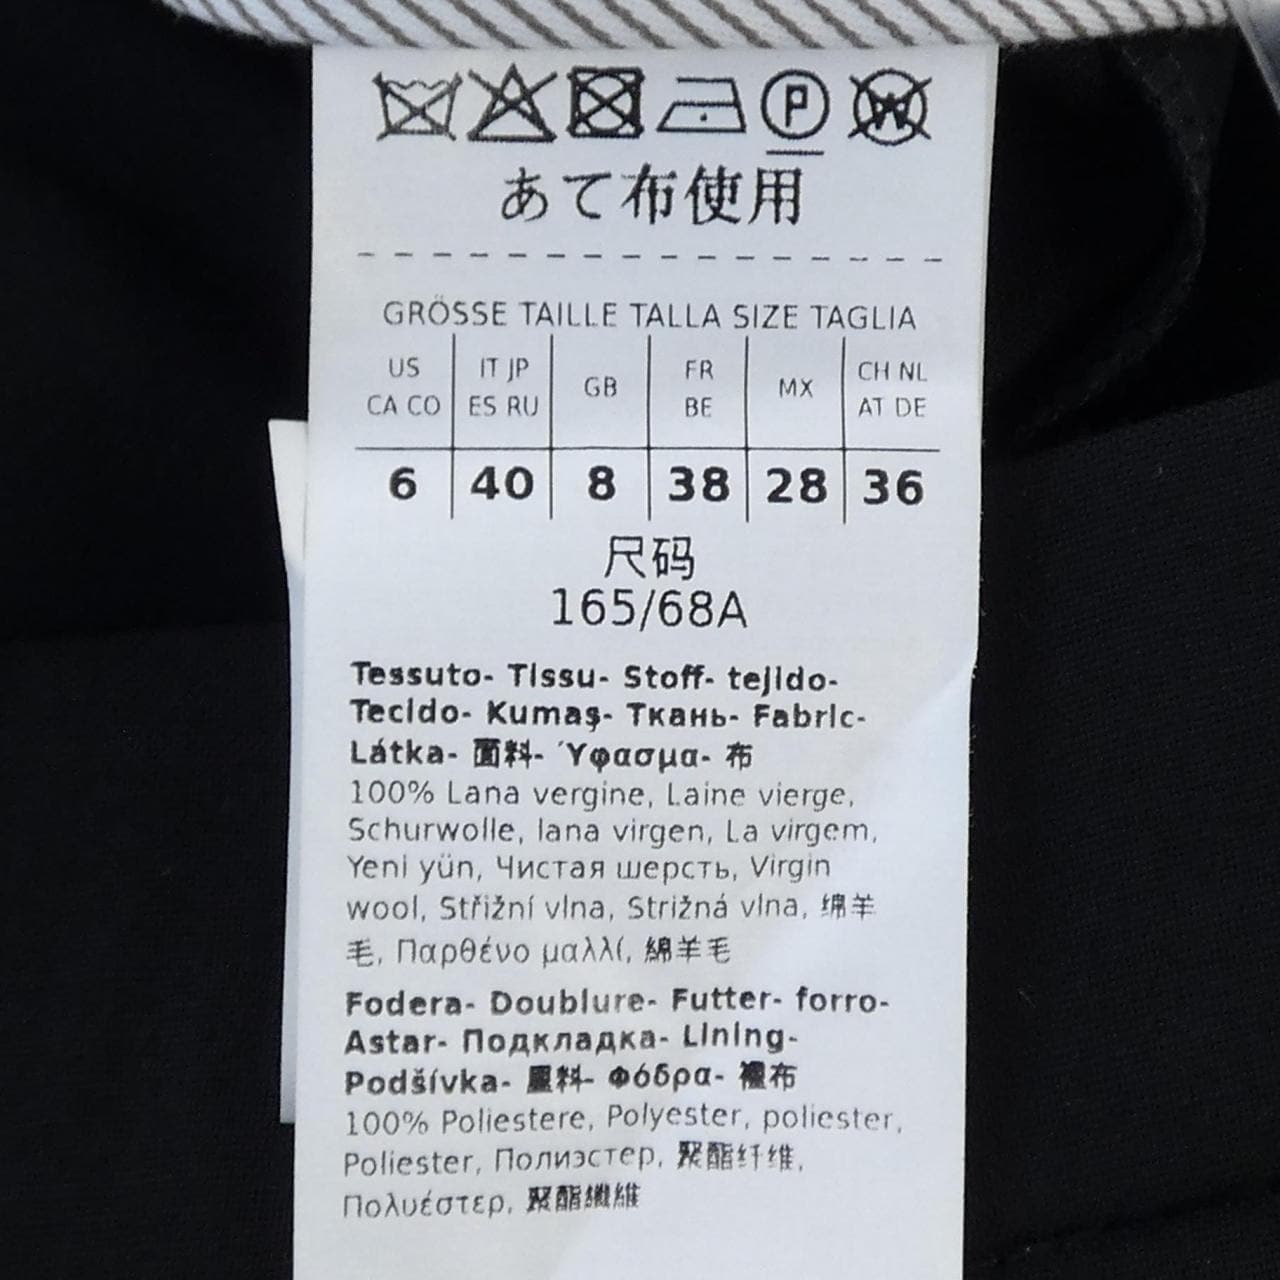 P W
あて布使用
GRÖSSE TAILLE TALLA SIZE TAGLIA
US CA CO
IT JP ES RU
GB
FR BE
MX
CH NL AT DE
6 40 8 38 28 36
尺码
165/68A
Tessuto- Tissu- Stoff- tejido-
Tecido- Kumaş- Ткань- Fabric-
Látka- 面料- Ύφασμα- 布
100% Lana vergine, Laine vierge,
Schurwolle, lana virgen, La virgem,
Yeni yün, Чистая шерсть, Virgin
wool, Střižní vlna, Strižná vlna, 绵羊
毛, Παρθένο μαλλί, 綿羊毛
Fodera- Doublure- Futter- forro-
Astar- Подкладка- Lining-
Podšívka- 里料- Φόδρα- 裡布
100% Poliestere, Polyester, poliester,
Poliester, Полиэстер, 聚酯纤维,
Πολυέστερ, 聚酯纖維